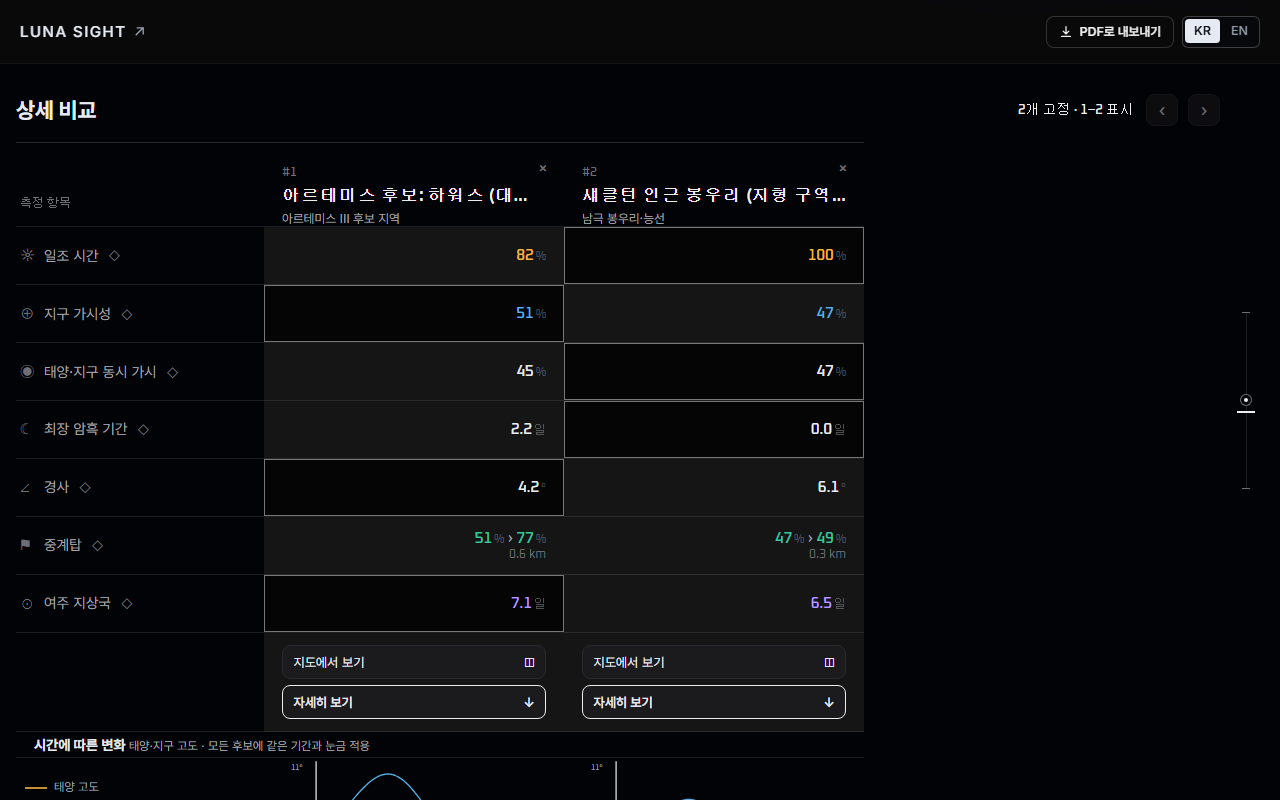 LUNA SIGHT ↗
PDF로 내보내기
KR EN
상세 비교
2개 고정 · 1–2 표시 ‹ ›
측정 항목
#1 ×
아르테미스 후보: 하워스 (대...
아르테미스 III 후보 지역
#2 ×
섀클턴 인근 봉우리 (지형 구역...
남극 봉우리·능선
일조 시간 82% 100%
지구 가시성 51% 47%
태양·지구 동시 가시 45% 47%
최장 암흑 기간 2.2일 0.0일
경사 4.2° 6.1°
중계탑 51% › 77% 47% › 49%
0.6 km 0.3 km
여주 지상국 7.1일 6.5일
지도에서 보기 지도에서 보기
자세히 보기 ↓ 자세히 보기 ↓
시간에 따른 변화 태양·지구 고도 · 모든 후보에 같은 기간과 눈금 적용
11° 11°
태양 고도